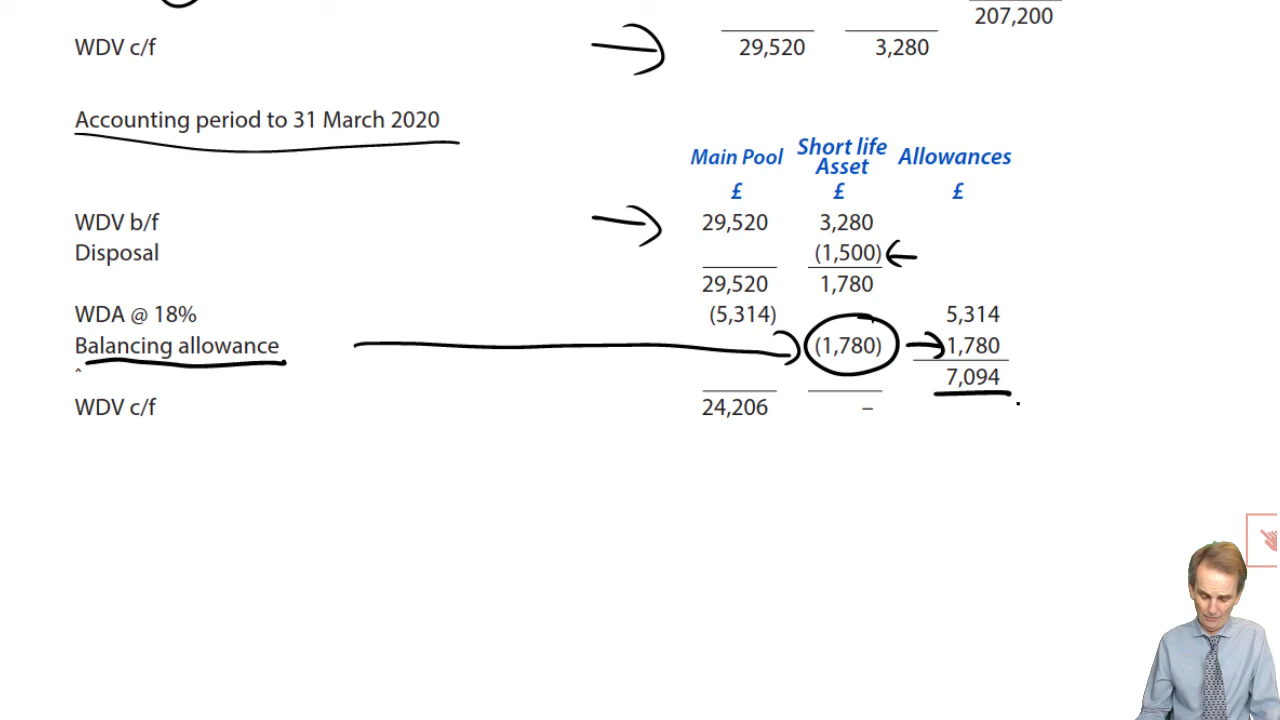 207,200
WDV c/f 29,520 3,280
Accounting period to 31 March 2020
Main Pool Short life Asset Allowances
£ £ £
WDV b/f 29,520 3,280
Disposal (1,500)
29,520 1,780
WDA @ 18% (5,314) 5,314
Balancing allowance (1,780) 1,780
7,094
WDV c/f 24,206 –